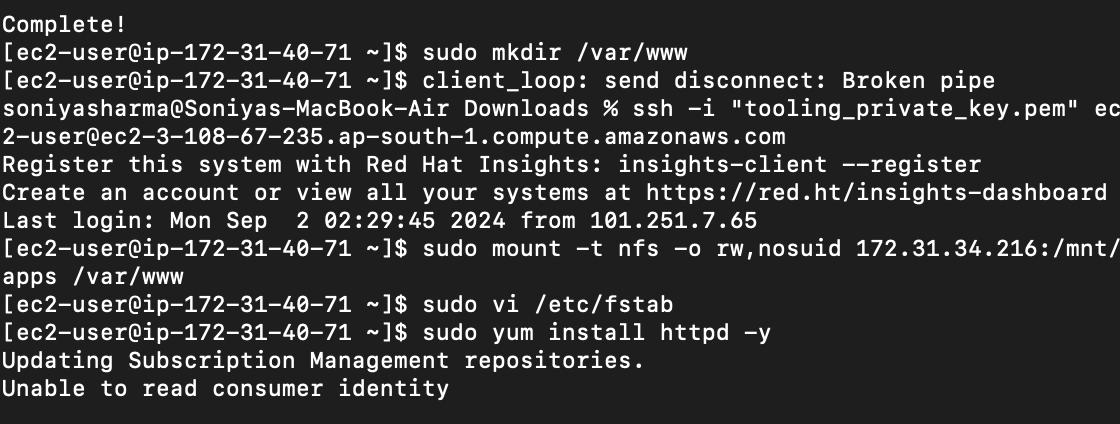 Complete!
[ec2-user@ip-172-31-40-71 ~]$ sudo mkdir /var/www
[ec2-user@ip-172-31-40-71 ~]$ client_loop: send disconnect: Broken pipe
soniyasharma@Soniyas-MacBook-Air Downloads % ssh -i "tooling_private_key.pem" ec
2-user@ec2-3-108-67-235.ap-south-1.compute.amazonaws.com
Register this system with Red Hat Insights: insights-client --register
Create an account or view all your systems at https://red.ht/insights-dashboard
Last login: Mon Sep  2 02:29:45 2024 from 101.251.7.65
[ec2-user@ip-172-31-40-71 ~]$ sudo mount -t nfs -o rw,nosuid 172.31.34.216:/mnt/
apps /var/www
[ec2-user@ip-172-31-40-71 ~]$ sudo vi /etc/fstab
[ec2-user@ip-172-31-40-71 ~]$ sudo yum install httpd -y
Updating Subscription Management repositories.
Unable to read consumer identity